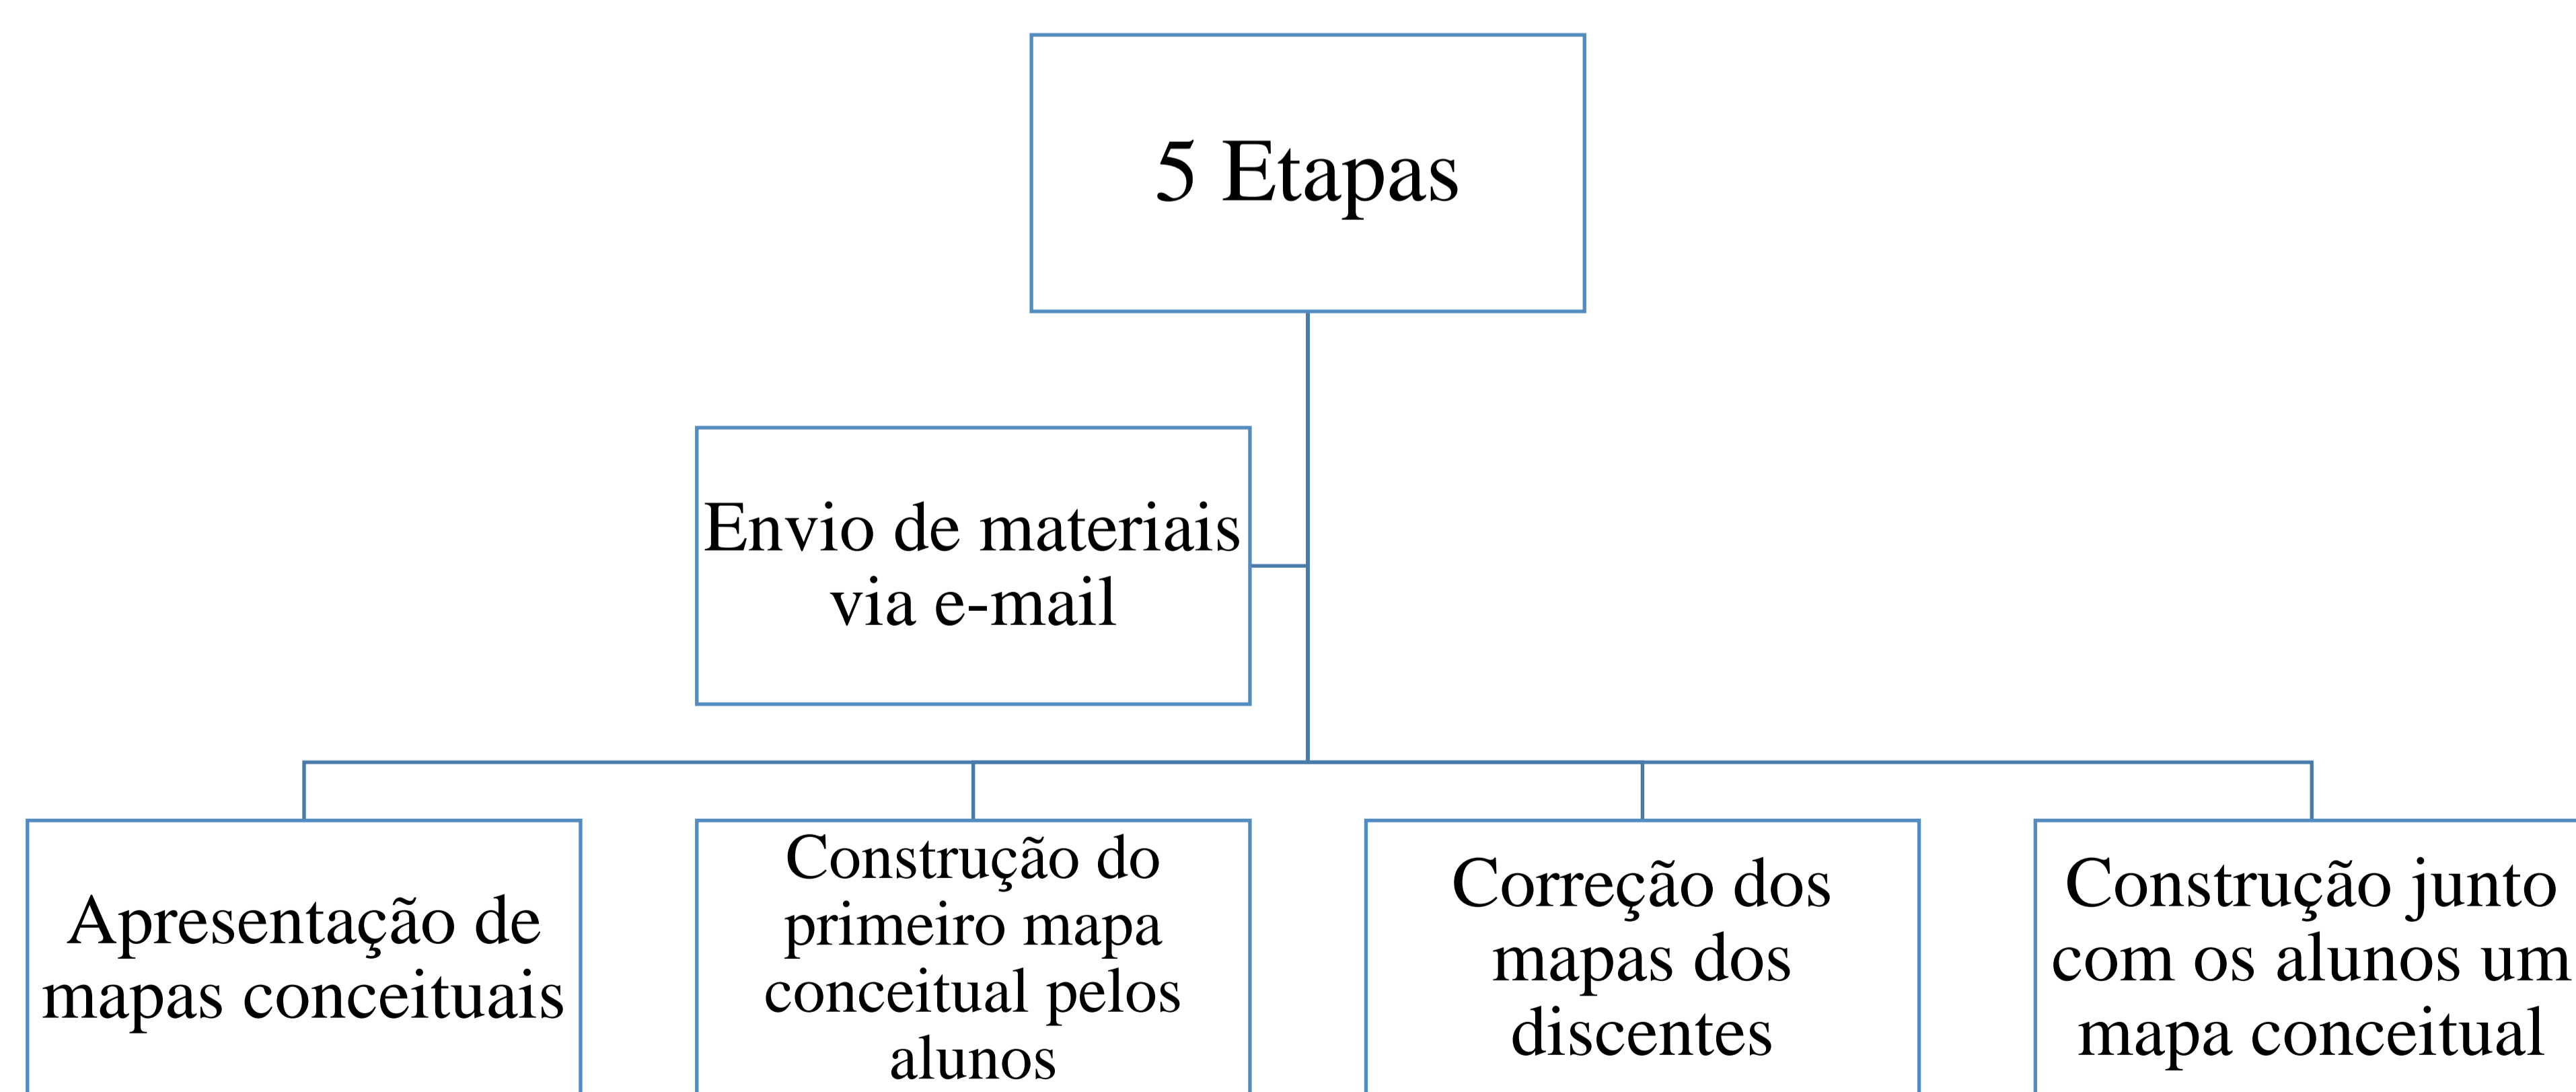 5 Etapas
Envio de materiais
via e-mail
Apresentação de
mapas conceituais
Construção do
primeiro mapa
conceitual pelos
alunos
Correção dos
mapas dos
discentes
Construção junto
com os alunos um
mapa conceitual